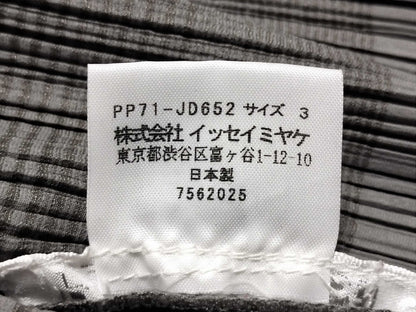 PP71-JD652 サイズ 3
株式会社 イッセイミヤケ
東京都渋谷区富ヶ谷1-12-10
日本製
7562025